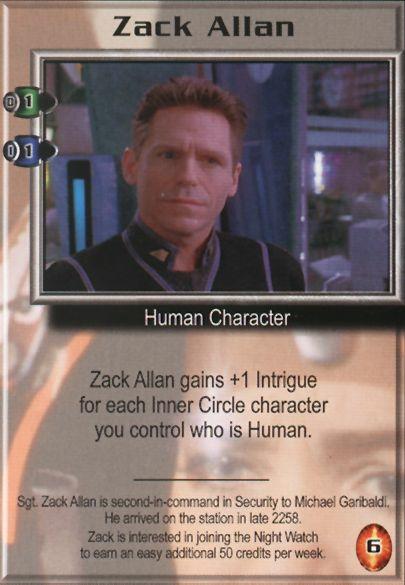 Zack Allan
1
1
Human Character
Zack Allan gains +1 Intrigue
for each Inner Circle character
you control who is Human.
Sgt. Zack Allan is second-in-command in Security to Michael Garibaldi.
He arrived on the station in late 2258.
Zack is interested in joining the Night Watch
to earn an easy additional 50 credits per week.
6